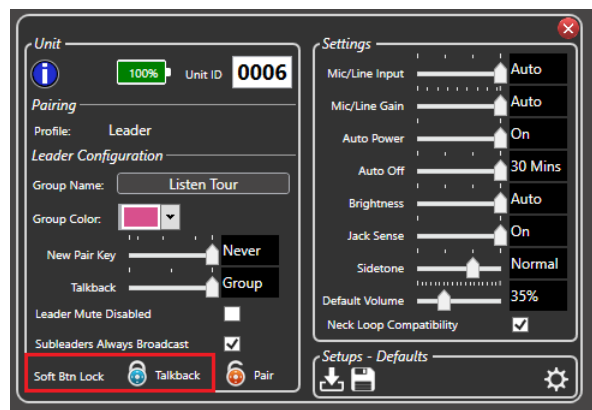 Unit
100%
Unit ID
0006
Pairing
Profile: Leader
Leader Configuration
Group Name: Listen Tour
Group Color:
New Pair Key Never
Talkback Group
Leader Mute Disabled
Subleaders Always Broadcast
Soft Btn Lock Talkback Pair
Settings
Mic/Line Input Auto
Mic/Line Gain Auto
Auto Power On
Auto Off 30 Mins
Brightness Auto
Jack Sense On
Sidetone Normal
Default Volume 35%
Neck Loop Compatibility
Setups - Defaults